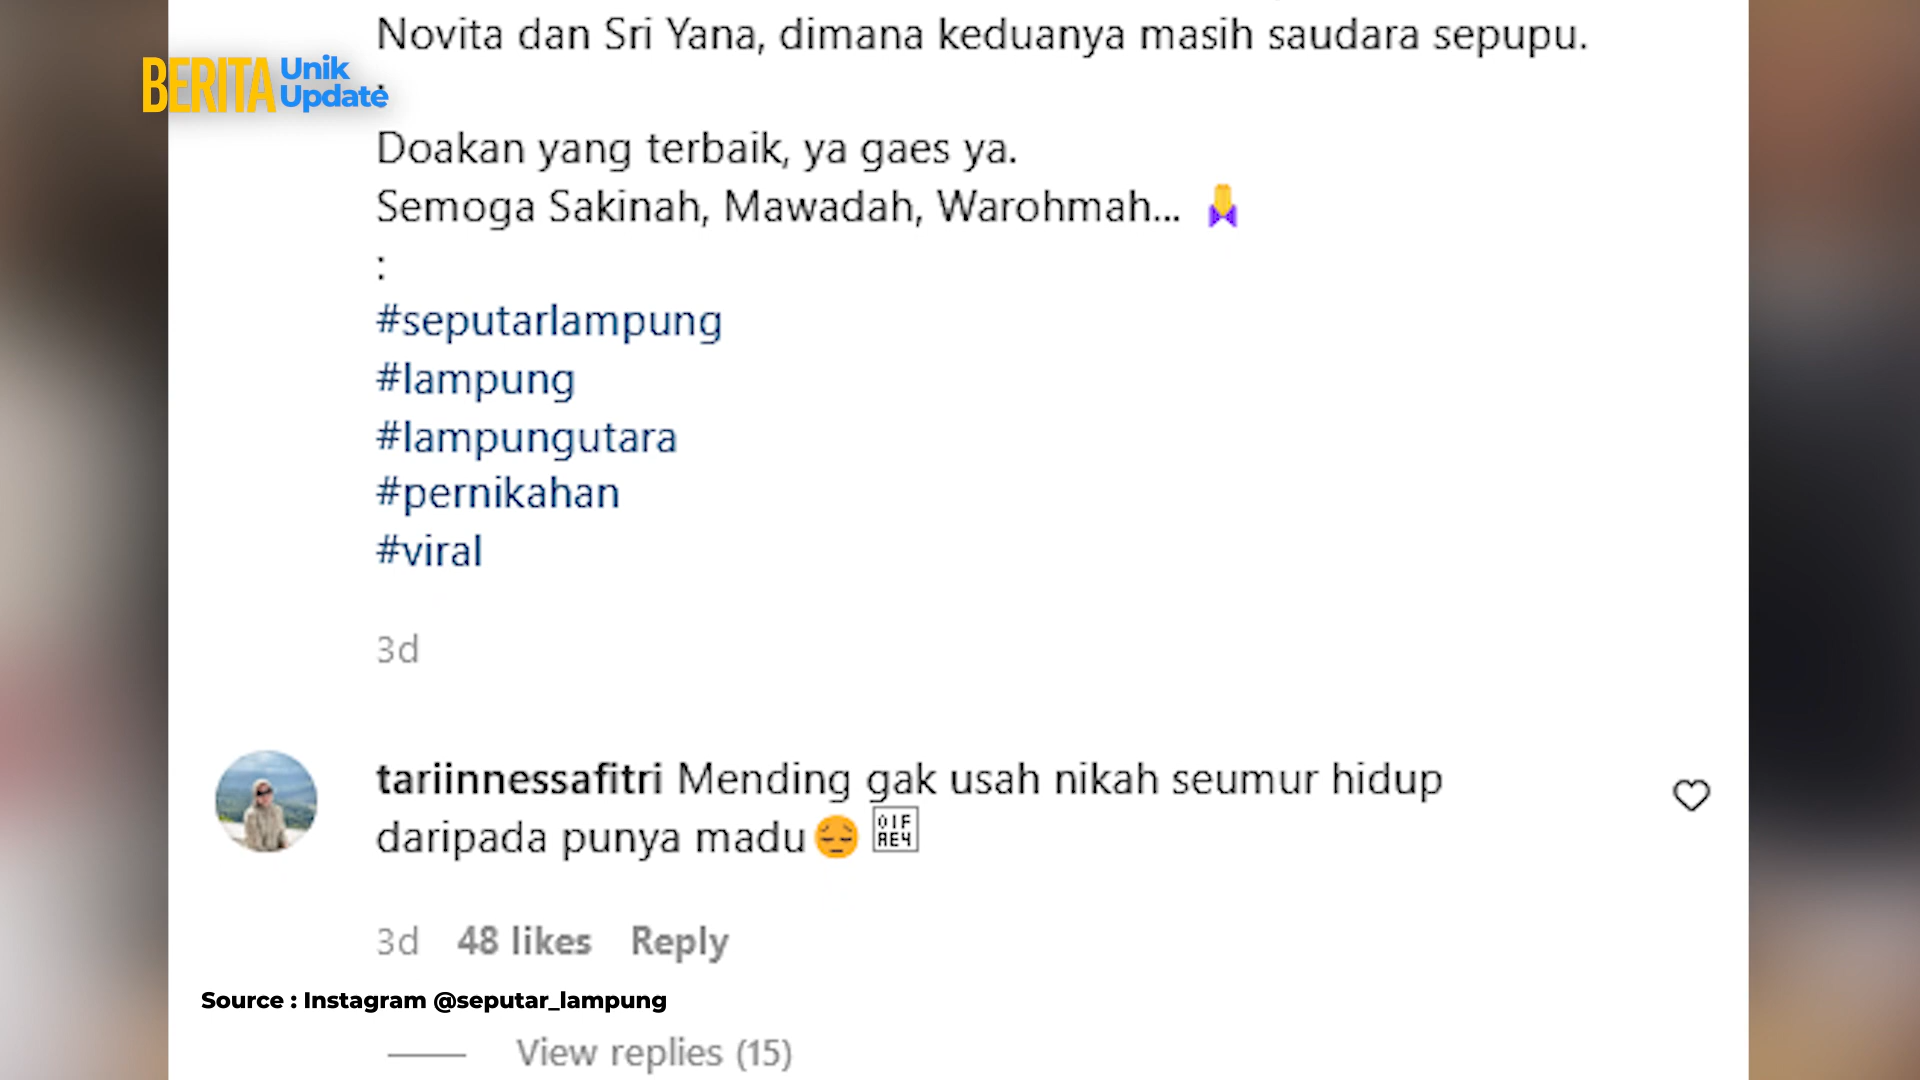 Novita dan Sri Yana, dimana keduanya masih saudara sepupu.
BERITA Unik Update
:
Doakan yang terbaik, ya gaes ya.
Semoga Sakinah, Mawadah, Warohmah... 🙏
:
#seputarlampung
#lampung
#lampungutara
#pernikahan
#viral
3d
tariinnessafitri Mending gak usah nikah seumur hidup
daripada punya madu😔
3d 48 likes Reply
Source : Instagram @seputar_lampung
View replies (15)